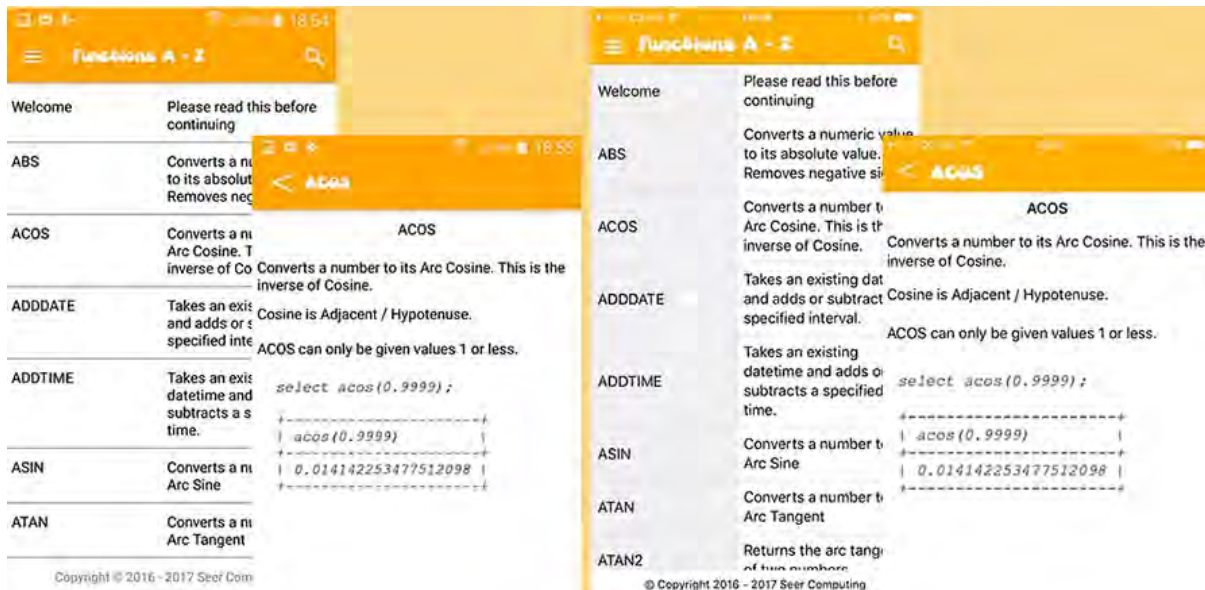 18:54
Functions A - Z
Welcome
Please read this before
continuing
ABS
Converts a
to its absolut
Removes neg
ACOS
Converts a
Arc Cosine.
inverse of Co
ADDDATE
Takes an exis
and adds or s
specified inte
ADDTIME
Takes an exis
datetime and
subtracts a s
time.
ASIN
Converts a
Arc Sine
ATAN
Converts a
Arc Tangent
Copyright © 2016 - 2017 Seer Com
18:55
< ACOS
ACOS
Converts a number to its Arc Cosine. This is the
inverse of Cosine.
Cosine is Adjacent / Hypotenuse.
ACOS can only be given values 1 or less.
select acos(0.9999);
+----------------------+
| acos(0.9999) |
+----------------------+
| 0.014142253477512098 |
+----------------------+
Functions A - Z
Welcome
Please read this before
continuing
ABS
Converts a numeric value
to its absolute value.
Removes negative si
ACOS
Converts a number t
Arc Cosine. This is th
inverse of Cosine.
ADDDATE
Takes an existing dat
and adds or subtract
specified interval.
ADDTIME
Takes an existing
datetime and adds o
subtracts a specified
time.
ASIN
Converts a number t
Arc Sine
ATAN
Converts a number t
Arc Tangent
ATAN2
Returns the arc tang
of two numbers
© Copyright 2016 - 2017 Seer Computing
< ACOS
ACOS
Converts a number to its Arc Cosine. This is the
inverse of Cosine.
Cosine is Adjacent / Hypotenuse.
ACOS can only be given values 1 or less.
select acos(0.9999);
+----------------------+
| acos(0.9999) |
+----------------------+
| 0.014142253477512098 |
+----------------------+